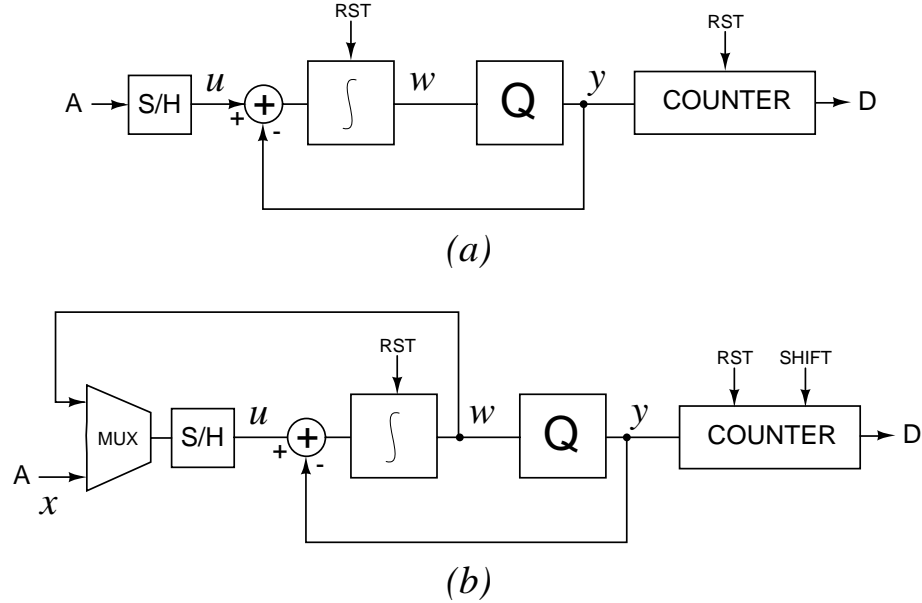 RST
RST
A
S/H
u
+
+
-
∫
w
Q
y
COUNTER
D
(a)
RST
RST
SHIFT
A
x
MUX
S/H
u
+
+
-
∫
w
Q
y
COUNTER
D
(b)